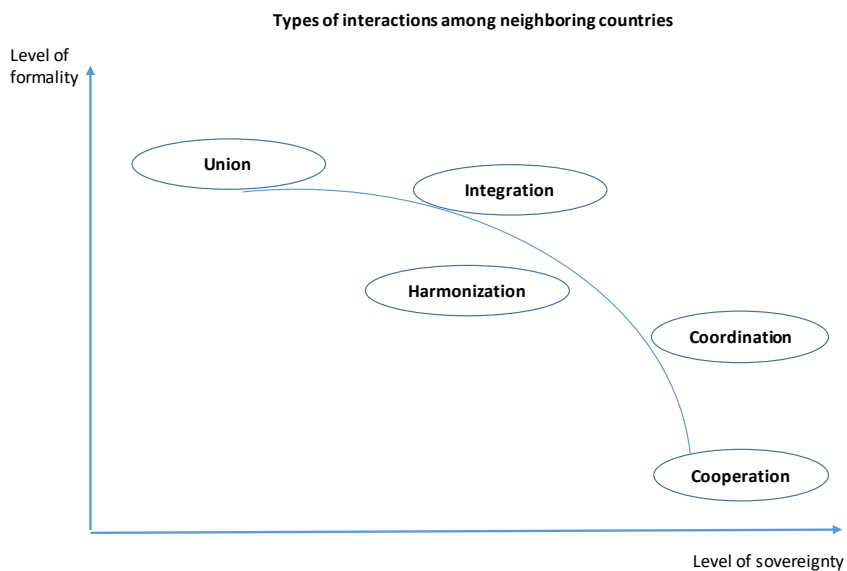 Types of interactions among neighboring countries
Level of
formality
Union
Integration
Harmonization
Coordination
Cooperation
Level of sovereignty